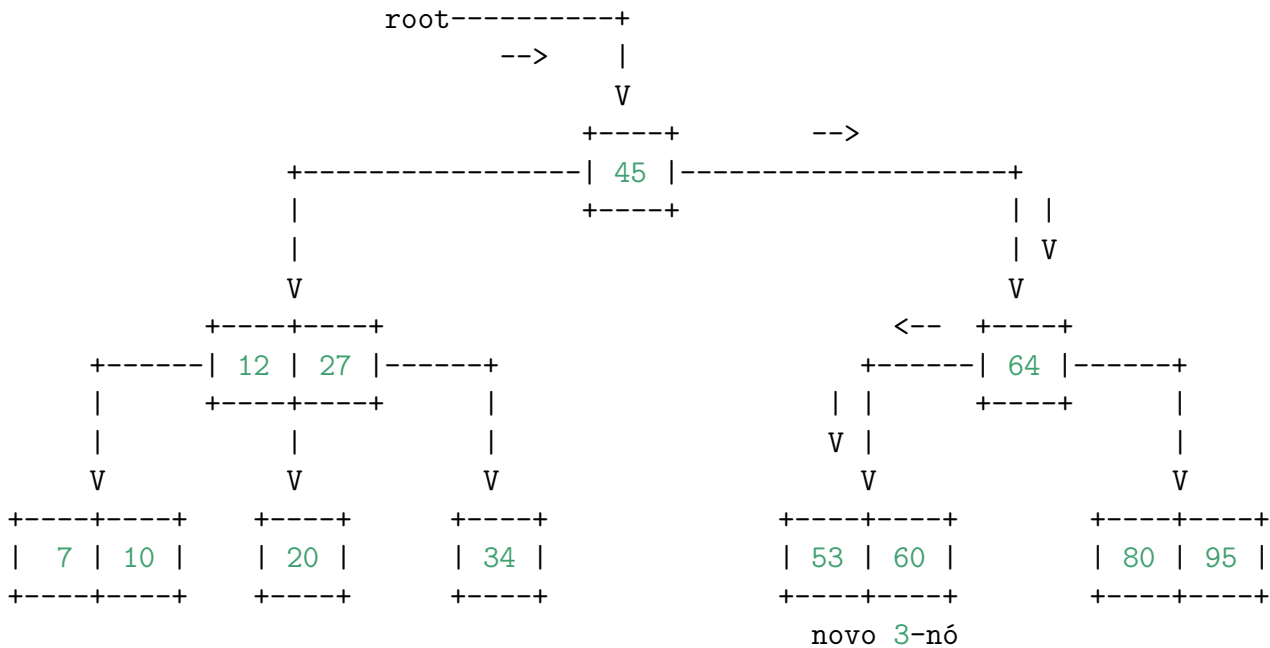 root----------+
-->    |
V
+----+        -->
+-----------------| 45 |--------------------+
|                 +----+                    | |
|                                           | V
V                                           V
+----+----+                               <--  +----+
+------| 12 | 27 |------+                      +------| 64 |------+
|      +----+----+      |                    | |      +----+      |
|           |           |                    V |                  |
V           V           V                      V                  V
+----+----+    +----+      +----+              +----+----+        +----+----+
|  7 | 10 |    | 20 |      | 34 |              | 53 | 60 |        | 80 | 95 |
+----+----+    +----+      +----+              +----+----+        +----+----+
novo 3-nó